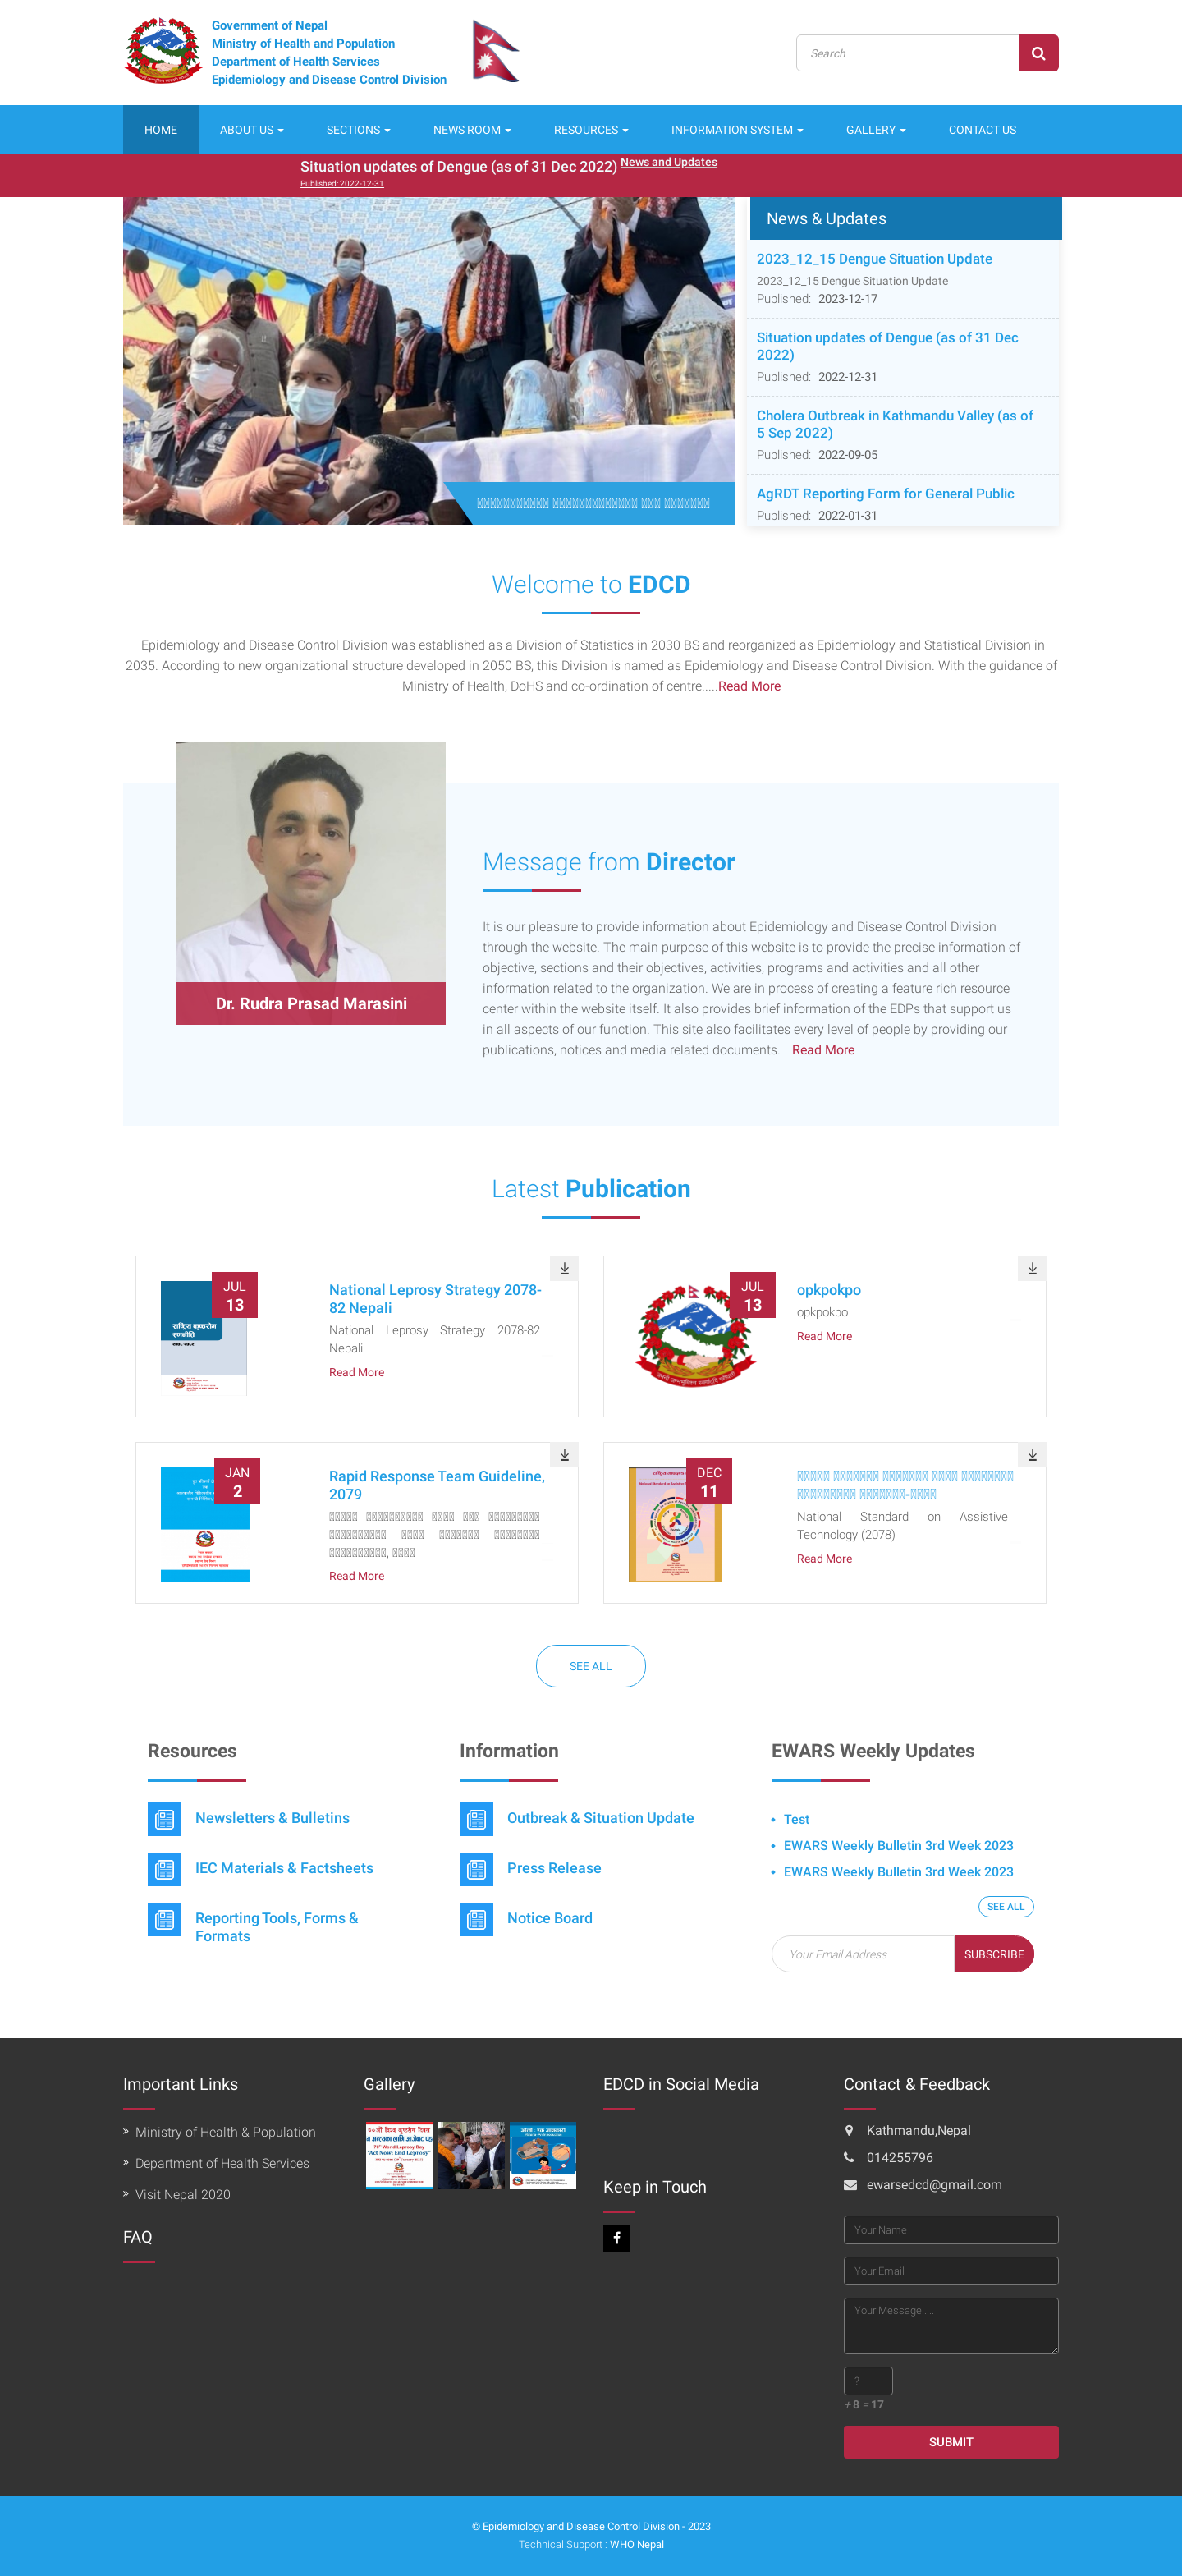 Government of Nepal
Ministry of Health and Population
Department of Health Services
Epidemiology and Disease Control Division
Search
HOME
ABOUT US
SECTIONS
NEWS ROOM
RESOURCES
INFORMATION SYSTEM
GALLERY
CONTACT US
Situation updates of Dengue (as of 31 Dec 2022) News and Updates
Published: 2022-12-31
News & Updates
2023_12_15 Dengue Situation Update
2023_12_15 Dengue Situation Update
Published: 2023-12-17
Situation updates of Dengue (as of 31 Dec
2022)
Published: 2022-12-31
Cholera Outbreak in Kathmandu Valley (as of
5 Sep 2022)
Published: 2022-09-05
AgRDT Reporting Form for General Public
Published: 2022-01-31
Welcome to EDCD
Epidemiology and Disease Control Division was established as a Division of Statistics in 2030 BS and reorganized as Epidemiology and Statistical Division in
2035. According to new organizational structure developed in 2050 BS, this Division is named as Epidemiology and Disease Control Division. With the guidance of
Ministry of Health, DoHS and co-ordination of centre.....Read More
Dr. Rudra Prasad Marasini
Message from Director
It is our pleasure to provide information about Epidemiology and Disease Control Division
through the website. The main purpose of this website is to provide the precise information of
objective, sections and their objectives, activities, programs and activities and all other
information related to the organization. We are in process of creating a feature rich resource
center within the website itself. It also provides brief information of the EDPs that support us
in all aspects of our function. This site also facilitates every level of people by providing our
publications, notices and media related documents. Read More
Latest Publication
JUL
13
राष्ट्रिय कुष्ठरोग
रणनीति
National Leprosy Strategy 2078-
82 Nepali
National Leprosy Strategy 2078-82
Nepali
Read More
JUL
13
opkpokpo
opkpokpo
Read More
JAN
2
Rapid Response Team Guideline,
2079
Read More
DEC
11
National Standard on Assistive
Technology (2078)
Read More
SEE ALL
Resources
Newsletters & Bulletins
IEC Materials & Factsheets
Reporting Tools, Forms &
Formats
Information
Outbreak & Situation Update
Press Release
Notice Board
EWARS Weekly Updates
Test
EWARS Weekly Bulletin 3rd Week 2023
EWARS Weekly Bulletin 3rd Week 2023
SEE ALL
Your Email Address
SUBSCRIBE
Important Links
Ministry of Health & Population
Department of Health Services
Visit Nepal 2020
FAQ
Gallery
"Act Now: End Leprosy"
EDCD in Social Media
Keep in Touch
Contact & Feedback
Kathmandu,Nepal
014255796
ewarsedcd@gmail.com
Your Name
Your Email
Your Message.....
?
+ 8 = 17
SUBMIT
© Epidemiology and Disease Control Division - 2023
Technical Support : WHO Nepal